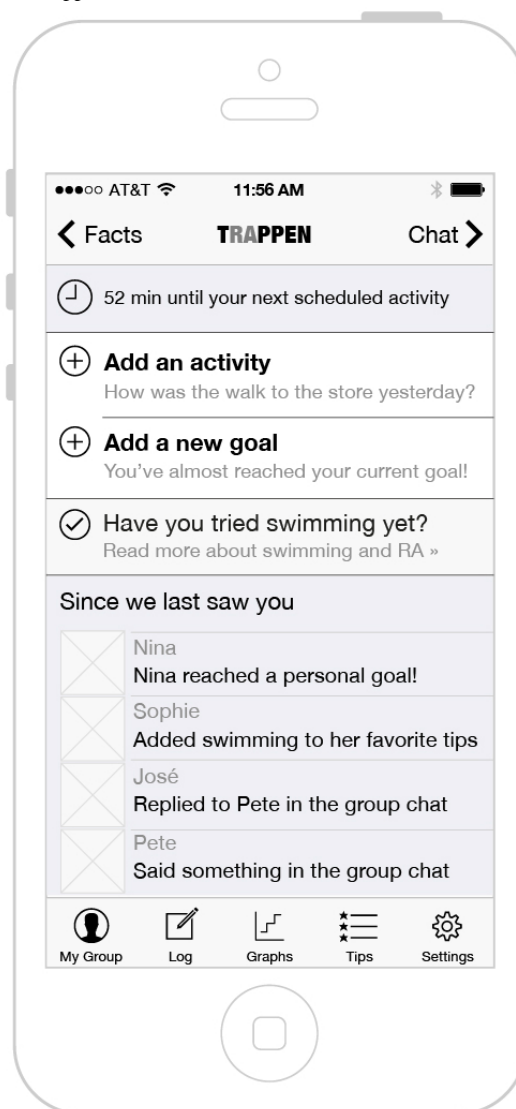 AT&T 11:56 AM
Facts TRAPPEN Chat
52 min until your next scheduled activity
Add an activity
How was the walk to the store yesterday?
Add a new goal
You've almost reached your current goal!
Have you tried swimming yet?
Read more about swimming and RA »
Since we last saw you
Nina
Nina reached a personal goal!
Sophie
Added swimming to her favorite tips
José
Replied to Pete in the group chat
Pete
Said something in the group chat
My Group Log Graphs Tips Settings